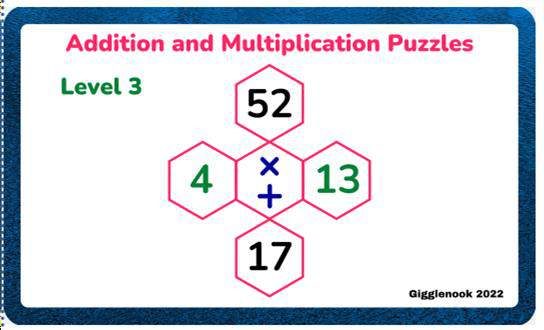 Addition and Multiplication Puzzles
Level 3
52
4 × 13
+
17
Gigglenook 2022